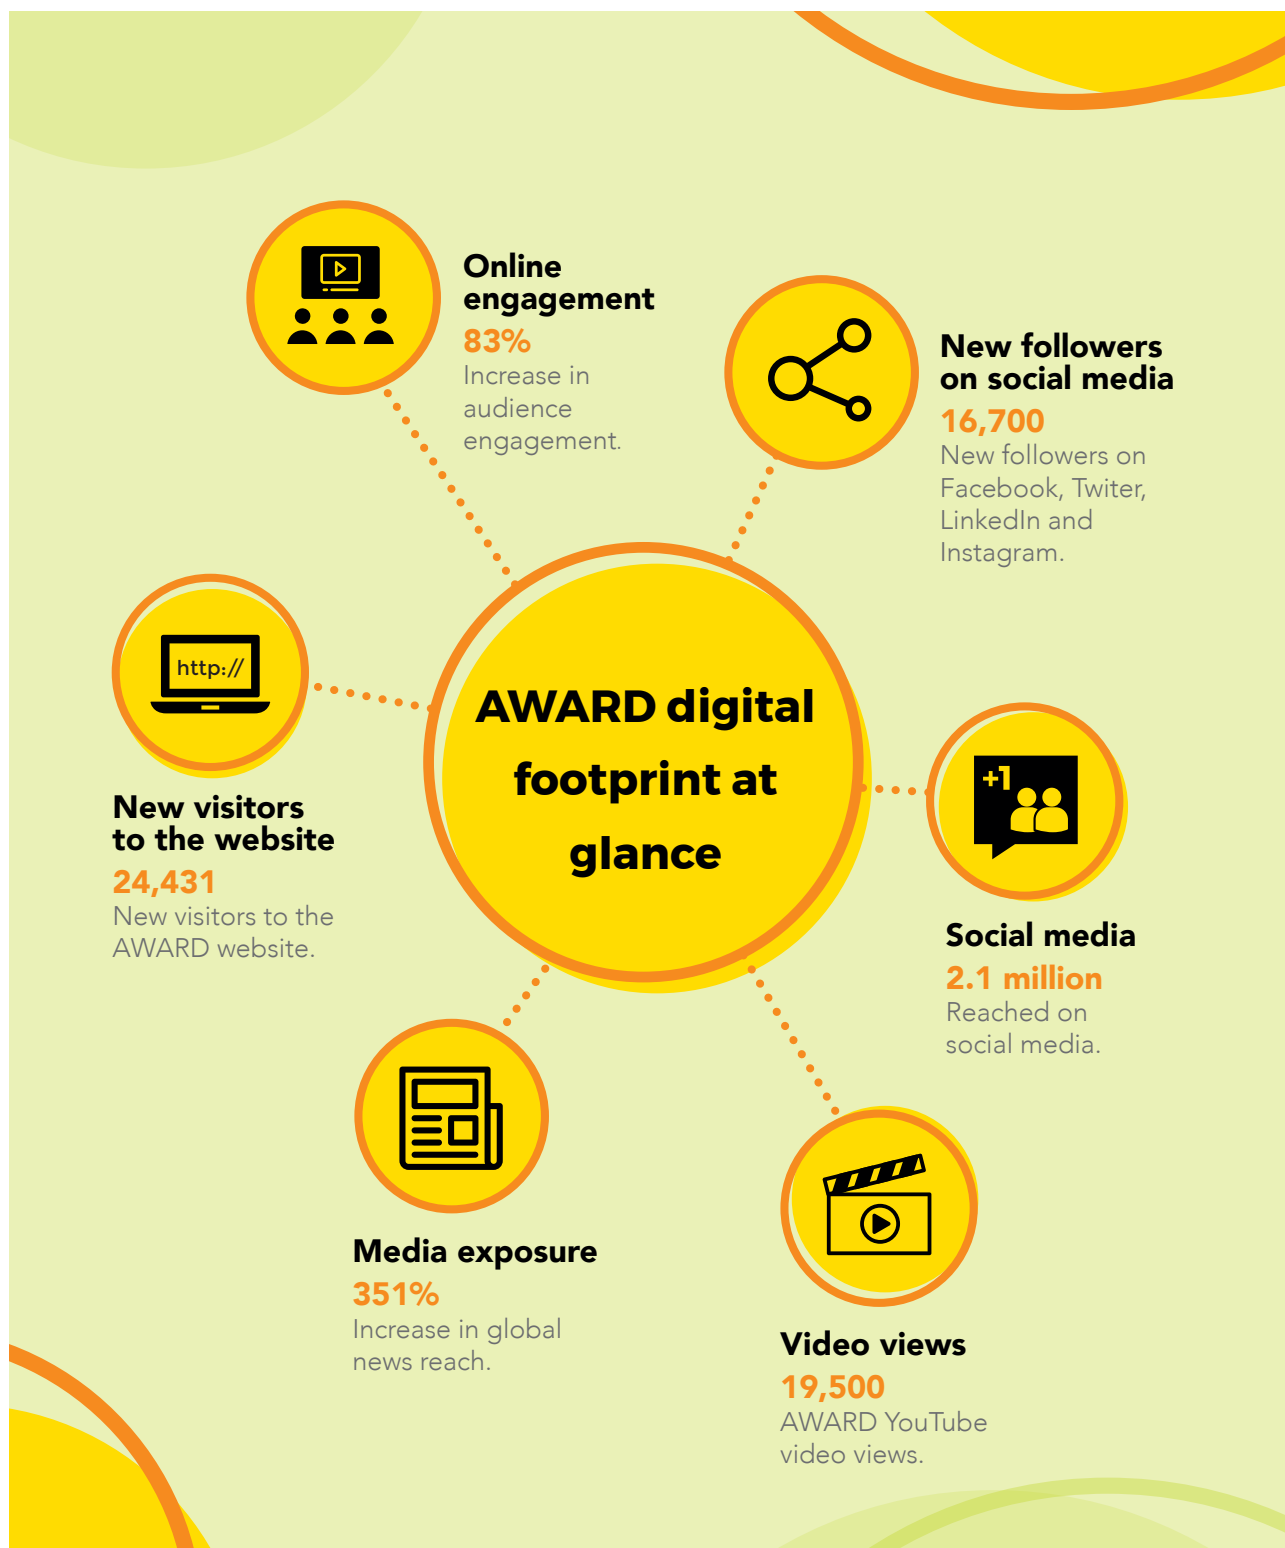 Online
engagement
83%
Increase in
audience
engagement.
New followers
on social media
16,700
New followers on
Facebook, Twiter,
LinkedIn and
Instagram.
http://
New visitors
to the website
24,431
New visitors to the
AWARD website.
AWARD digital
footprint at
glance
+1
Social media
2.1 million
Reached on
social media.
Media exposure
351%
Increase in global
news reach.
Video views
19,500
AWARD YouTube
video views.